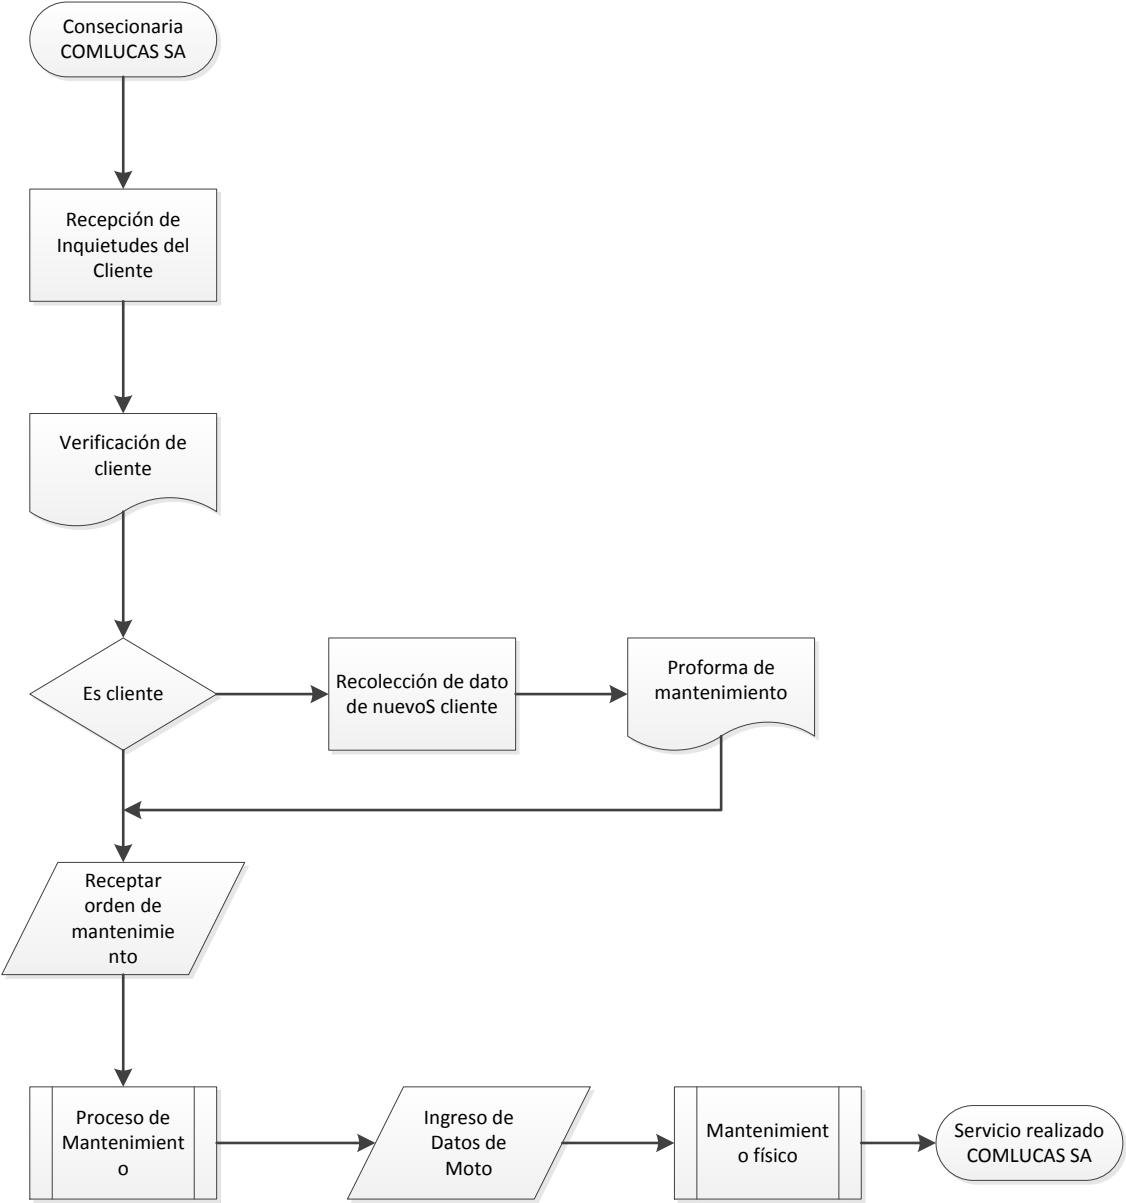 Consecionaria
COMLUCAS SA
Recepción de
Inquietudes del
Cliente
Verificación de
cliente
Es cliente
Recolección de dato
de nuevoS cliente
Proforma de
mantenimiento
Receptar
orden de
mantenimie
nto
Proceso de
Mantenimient
o
Ingreso de
Datos de
Moto
Mantenimient
o físico
Servicio realizado
COMLUCAS SA